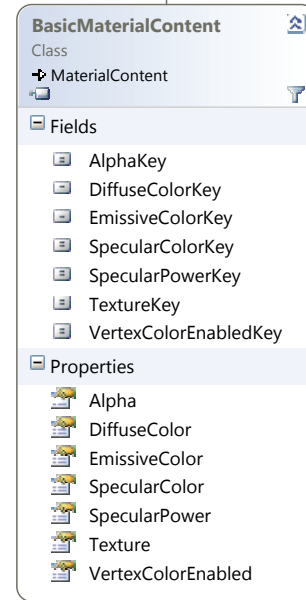 BasicMaterialContent
Class
MaterialContent
Fields
AlphaKey
DiffuseColorKey
EmissiveColorKey
SpecularColorKey
SpecularPowerKey
TextureKey
VertexColorEnabledKey
Properties
Alpha
DiffuseColor
EmissiveColor
SpecularColor
SpecularPower
Texture
VertexColorEnabled